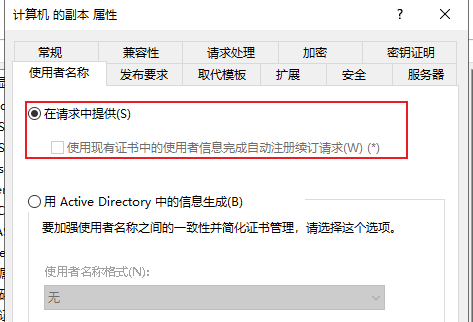 计算机 的副本 属性
?
常规 兼容性 请求处理 加密 密钥证明
使用者名称 发布要求 取代模板 扩展 安全 服务器
在请求中提供(S)
使用现有证书中的使用者信息完成自动注册续订请求(W) (*)
用 Active Directory 中的信息生成(B)
要加强使用者名称之间的一致性并简化证书管理，请选择这个选项。
使用者名称格式(N):
无